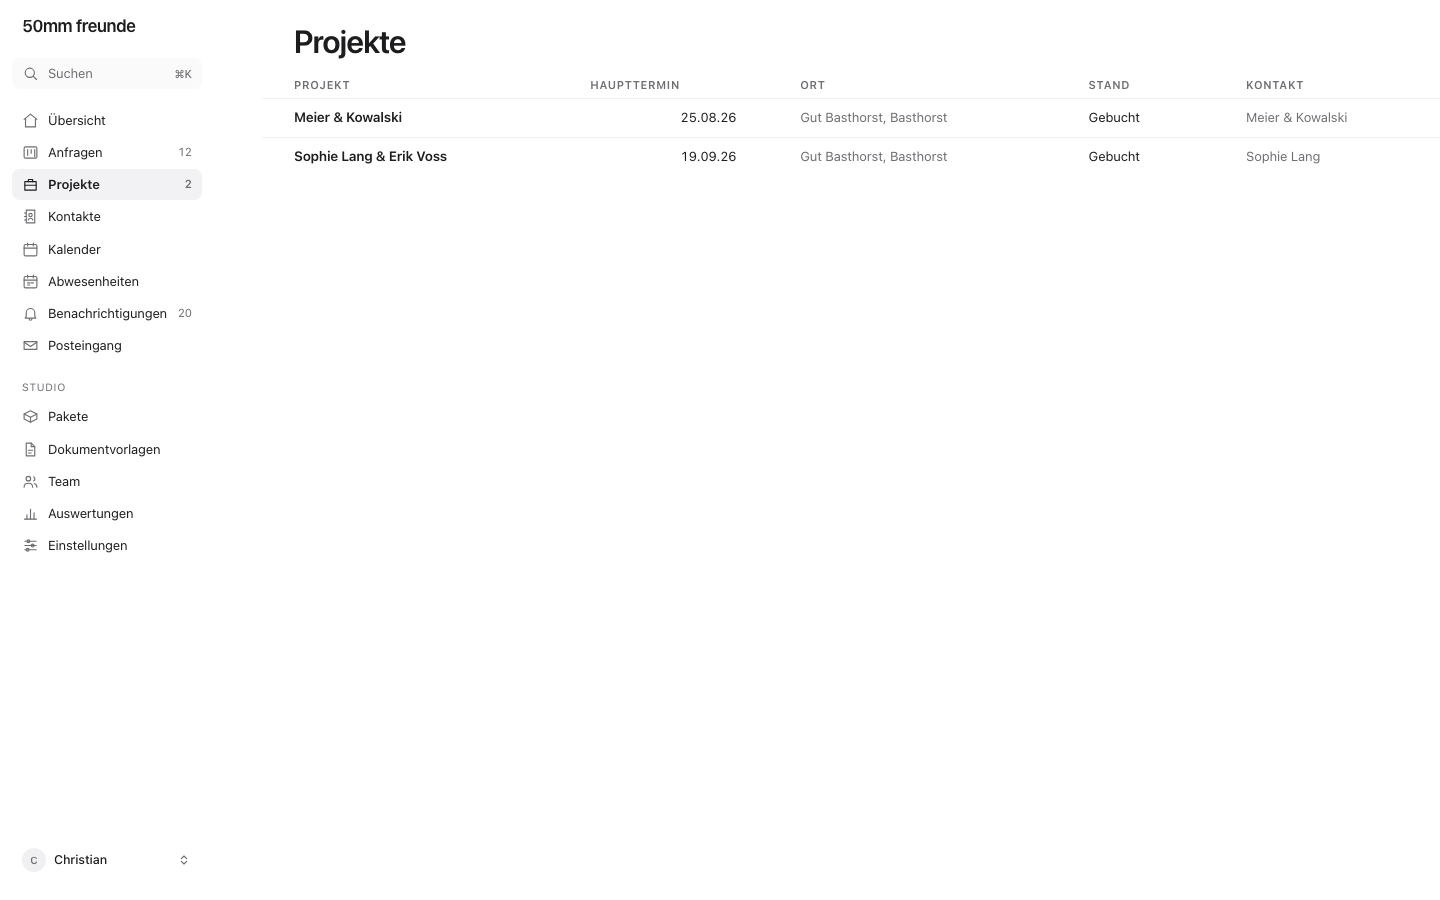 50mm freunde
Suchen ⌘K
Übersicht
Anfragen 12
Projekte 2
Kontakte
Kalender
Abwesenheiten
Benachrichtigungen 20
Posteingang
STUDIO
Pakete
Dokumentvorlagen
Team
Auswertungen
Einstellungen
C Christian
Projekte
PROJEKT HAUPTTERMIN ORT STAND KONTAKT
Meier & Kowalski 25.08.26 Gut Basthorst, Basthorst Gebucht Meier & Kowalski
Sophie Lang & Erik Voss 19.09.26 Gut Basthorst, Basthorst Gebucht Sophie Lang